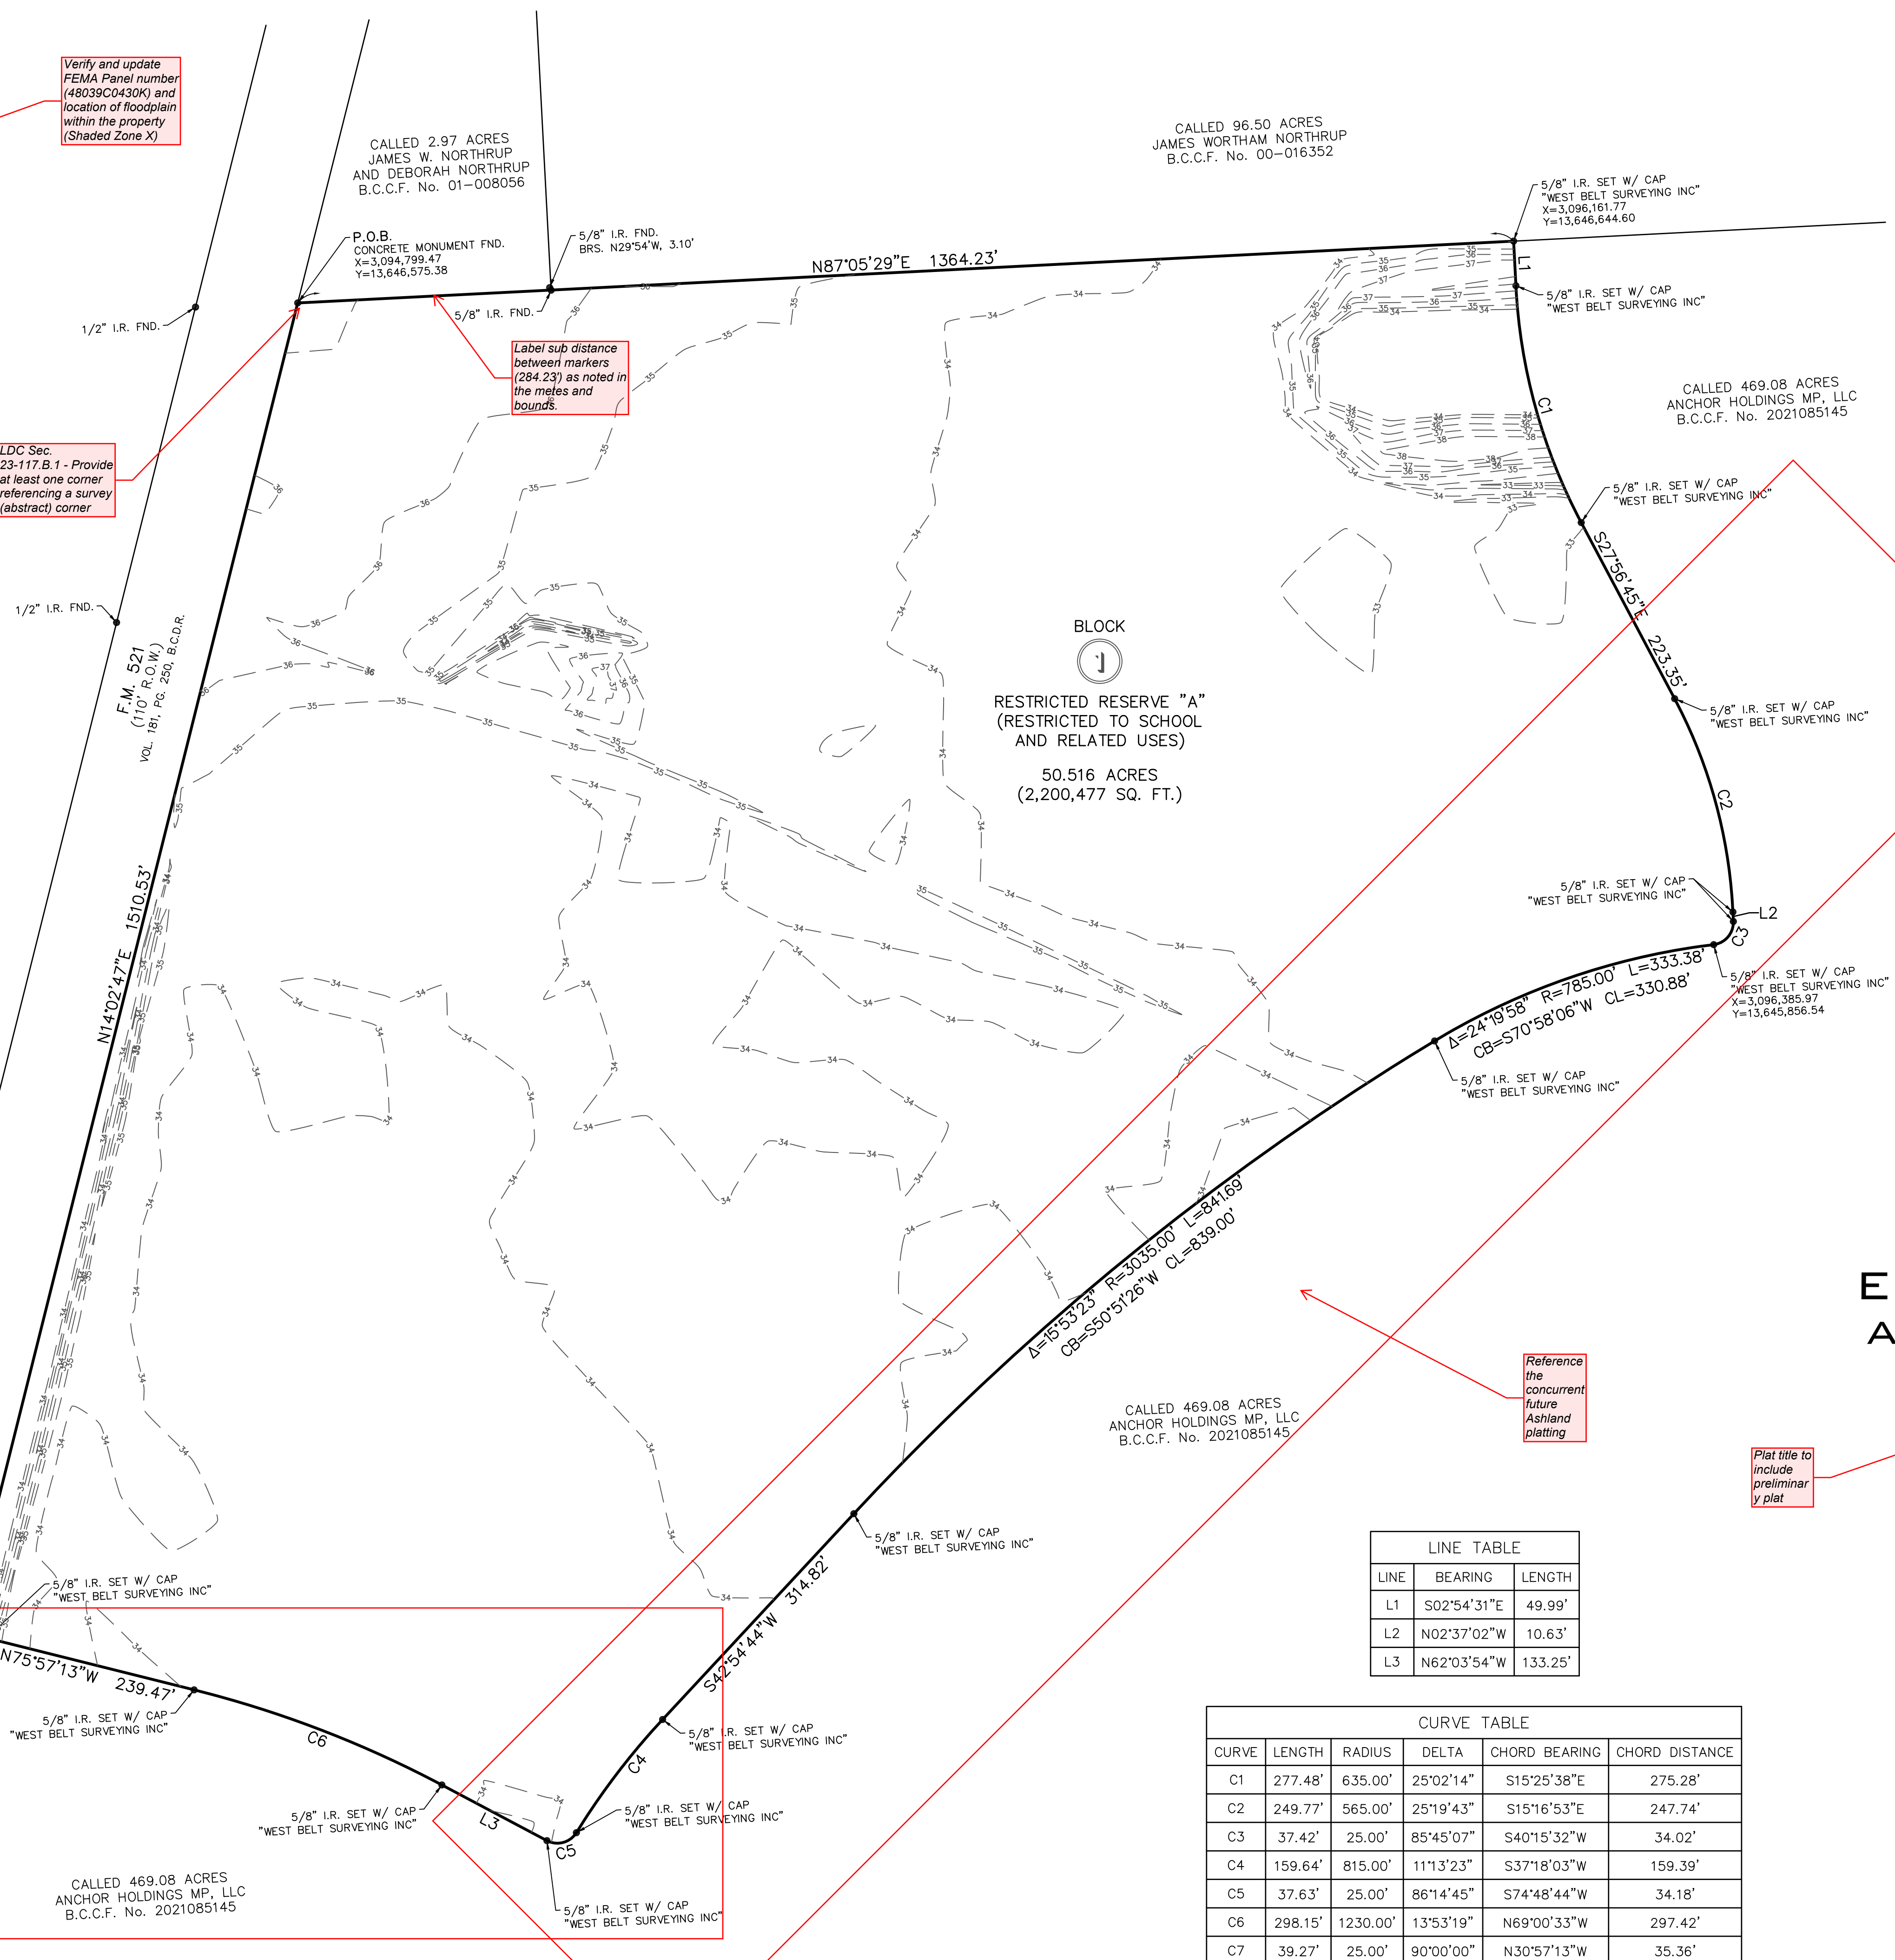 Verify and update
FEMA Panel number
(48039C0430K) and
location of floodplain
within the property
(Shaded Zone X)
CALLED 2.97 ACRES
JAMES W. NORTHRUP
AND DEBORAH NORTHRUP
B.C.C.F. No. 01-008056
CALLED 96.50 ACRES
JAMES WORTHAM NORTHRUP
B.C.C.F. No. 00-016352
5/8" I.R. SET W/ CAP
"WEST BELT SURVEYING INC"
X=3,096,161.77
Y=13,646,644.60
P.O.B.
CONCRETE MONUMENT FND.
X=3,094,799.47
Y=13,646,575.38
5/8" I.R. FND.
BRS. N29°54'W, 3.10'
N87°05'29"E 1364.23'
L1
5/8" I.R. SET W/ CAP
"WEST BELT SURVEYING INC"
1/2" I.R. FND.
5/8" I.R. FND.
Label sub distance
between markers
(284.23') as noted in
the metes and
bounds.
C1
CALLED 469.08 ACRES
ANCHOR HOLDINGS MP, LLC
B.C.C.F. No. 2021085145
LDC Sec.
23-117.B.1 - Provide
at least one corner
referencing a survey
(abstract) corner
5/8" I.R. SET W/ CAP
"WEST BELT SURVEYING INC"
S27°56'45"E 223.35'
1/2" I.R. FND.
F.M. 521
(110' R.O.W.)
VOL. 181, PG. 250, B.C.D.R.
BLOCK
1
RESTRICTED RESERVE "A"
(RESTRICTED TO SCHOOL
AND RELATED USES)
50.516 ACRES
(2,200,477 SQ. FT.)
5/8" I.R. SET W/ CAP
"WEST BELT SURVEYING INC"
C2
N14°02'47"E 1510.53'
5/8" I.R. SET W/ CAP
"WEST BELT SURVEYING INC"
L2
C3
5/8" I.R. SET W/ CAP
"WEST BELT SURVEYING INC"
X=3,096,385.97
Y=13,645,856.54
Δ=24°19'58" R=785.00' L=333.38'
CB=S70°58'06"W CL=330.88'
5/8" I.R. SET W/ CAP
"WEST BELT SURVEYING INC"
Δ=15°53'23" R=3035.00' L=841.69'
CB=S50°51'26"W CL=839.00'
E
A
Reference
the
concurrent
future
Ashland
platting
CALLED 469.08 ACRES
ANCHOR HOLDINGS MP, LLC
B.C.C.F. No. 2021085145
Plat title to
include
preliminar
y plat
5/8" I.R. SET W/ CAP
"WEST BELT SURVEYING INC"
5/8" I.R. SET W/ CAP
"WEST BELT SURVEYING INC"
S42°54'44"W 314.82'
N75°57'13"W 239.47'
5/8" I.R. SET W/ CAP
"WEST BELT SURVEYING INC"
C6
5/8" I.R. SET W/ CAP
"WEST BELT SURVEYING INC"
C4
5/8" I.R. SET W/ CAP
"WEST BELT SURVEYING INC"
L3
5/8" I.R. SET W/ CAP
"WEST BELT SURVEYING INC"
C5
5/8" I.R. SET W/ CAP
"WEST BELT SURVEYING INC"
CALLED 469.08 ACRES
ANCHOR HOLDINGS MP, LLC
B.C.C.F. No. 2021085145
LINE TABLE
LINE BEARING LENGTH
L1 S02°54'31"E 49.99'
L2 N02°37'02"W 10.63'
L3 N62°03'54"W 133.25'
CURVE TABLE
CURVE LENGTH RADIUS DELTA CHORD BEARING CHORD DISTANCE
C1 277.48' 635.00' 25°02'14" S15°25'38"E 275.28'
C2 249.77' 565.00' 25°19'43" S15°16'53"E 247.74'
C3 37.42' 25.00' 85°45'07" S40°15'32"W 34.02'
C4 159.64' 815.00' 11°13'23" S37°18'03"W 159.39'
C5 37.63' 25.00' 86°14'45" S74°48'44"W 34.18'
C6 298.15' 1230.00' 13°53'19" N69°00'33"W 297.42'
C7 39.27' 25.00' 90°00'00" N30°57'13"W 35.36'